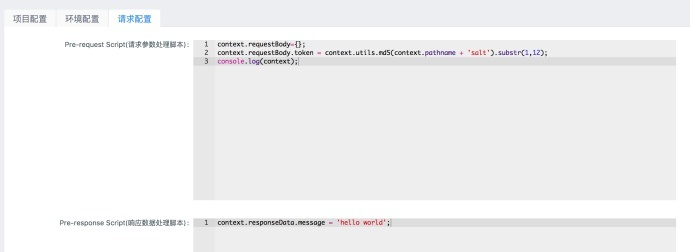 项目配置 环境配置 请求配置
Pre-request Script(请求参数处理脚本):
1 context.requestBody={};
2 context.requestBody.token = context.utils.md5(context.pathname + 'salt').substr(1,12);
3 console.log(context);
Pre-response Script(响应数据处理脚本):
1 context.responseData.message = 'hello world';